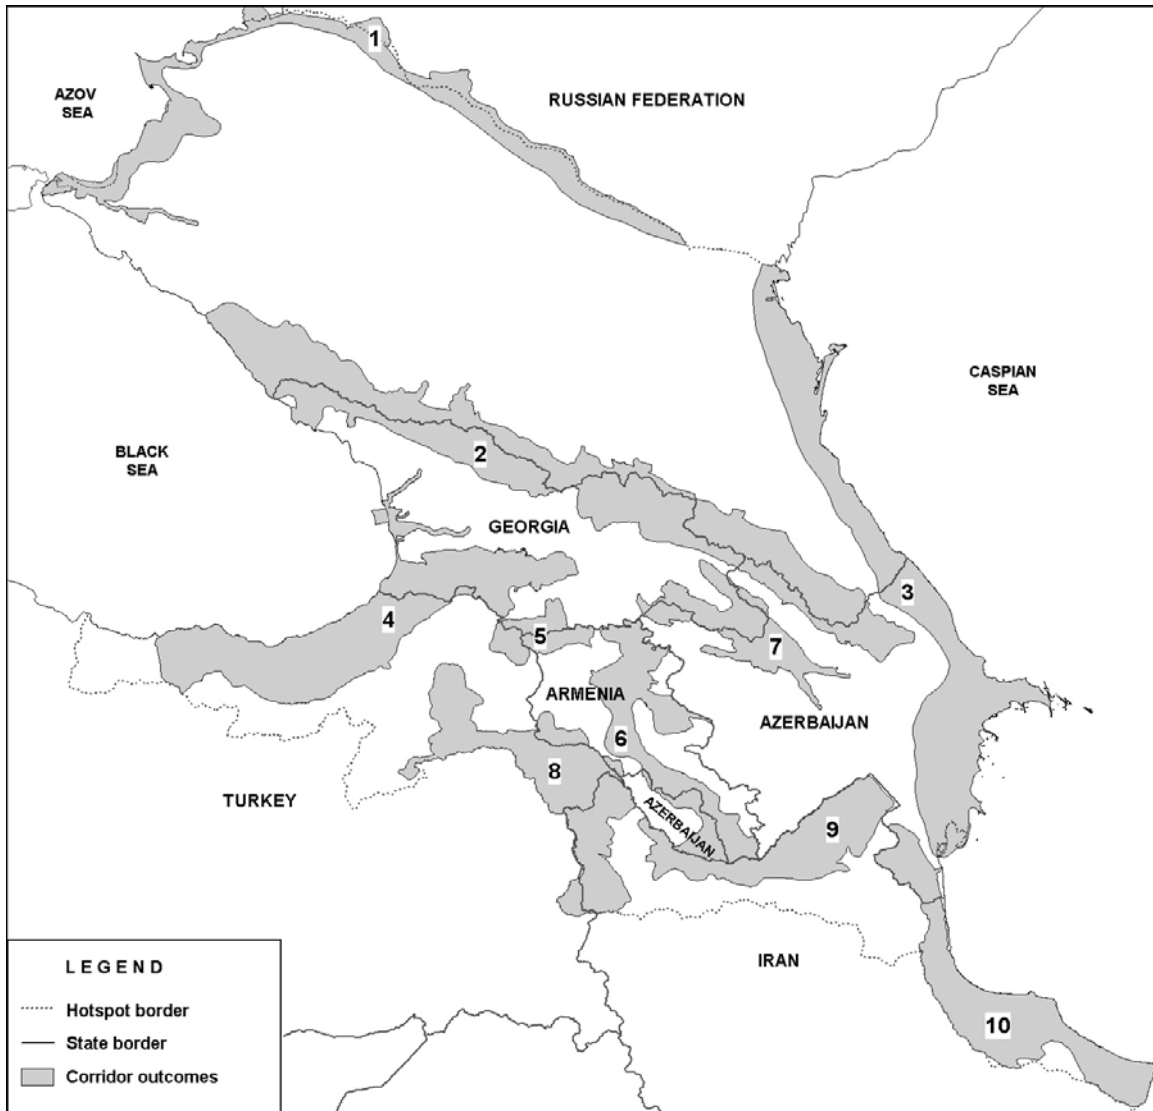 1
AZOV
SEA
RUSSIAN FEDERATION
CASPIAN
SEA
BLACK
SEA
2
GEORGIA
3
4
5
7
ARMENIA
AZERBAIJAN
6
8
TURKEY
AZERBAIJAN
9
IRAN
10
LEGEND
Hotspot border
State border
Corridor outcomes